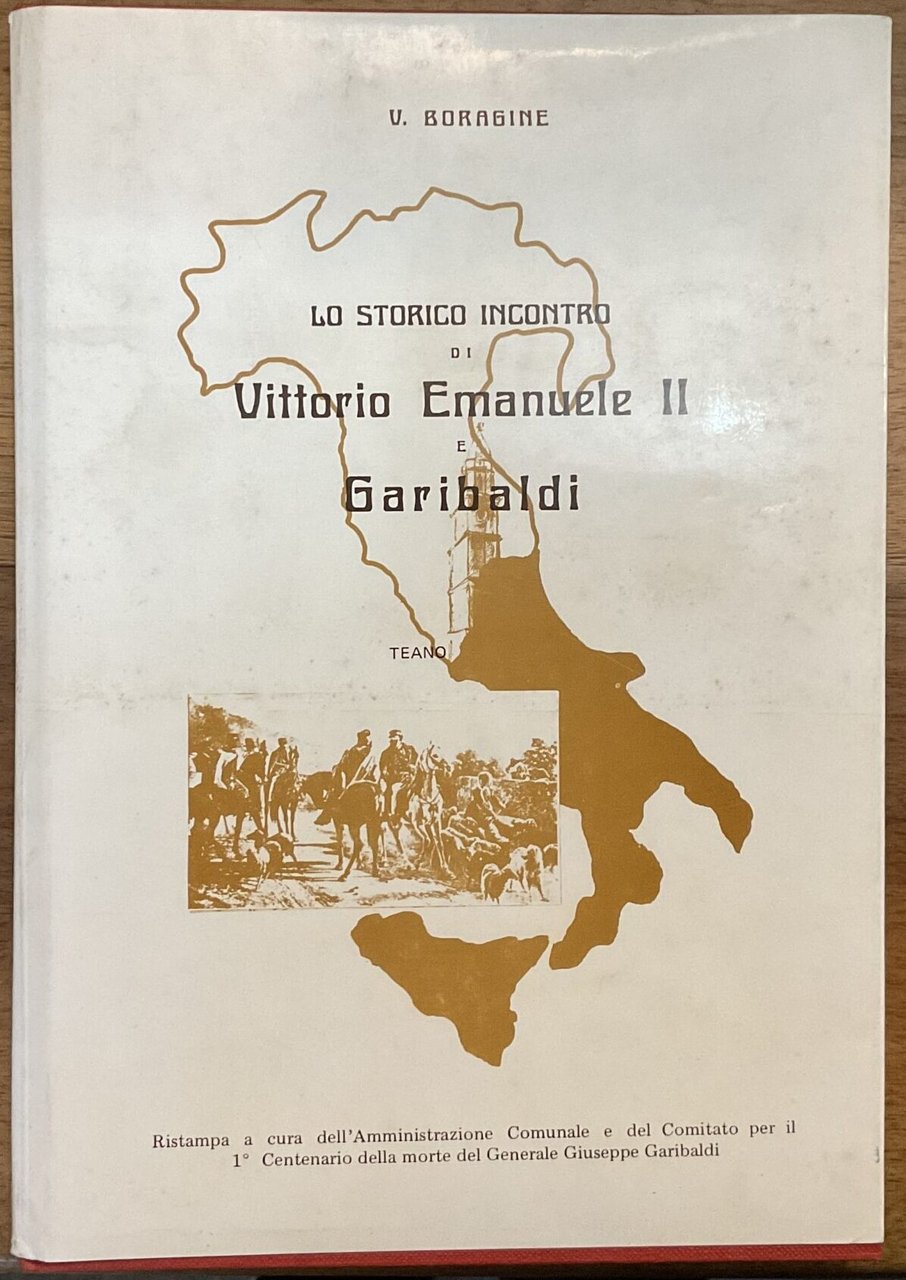 V. BORAGINE
LO STORICO INCONTRO
DI
Vittorio Emanuele II
E
Garibaldi
TEANO
Ristampa a cura dell'Amministrazione Comunale e del Comitato per il
1° Centenario della morte del Generale Giuseppe Garibaldi